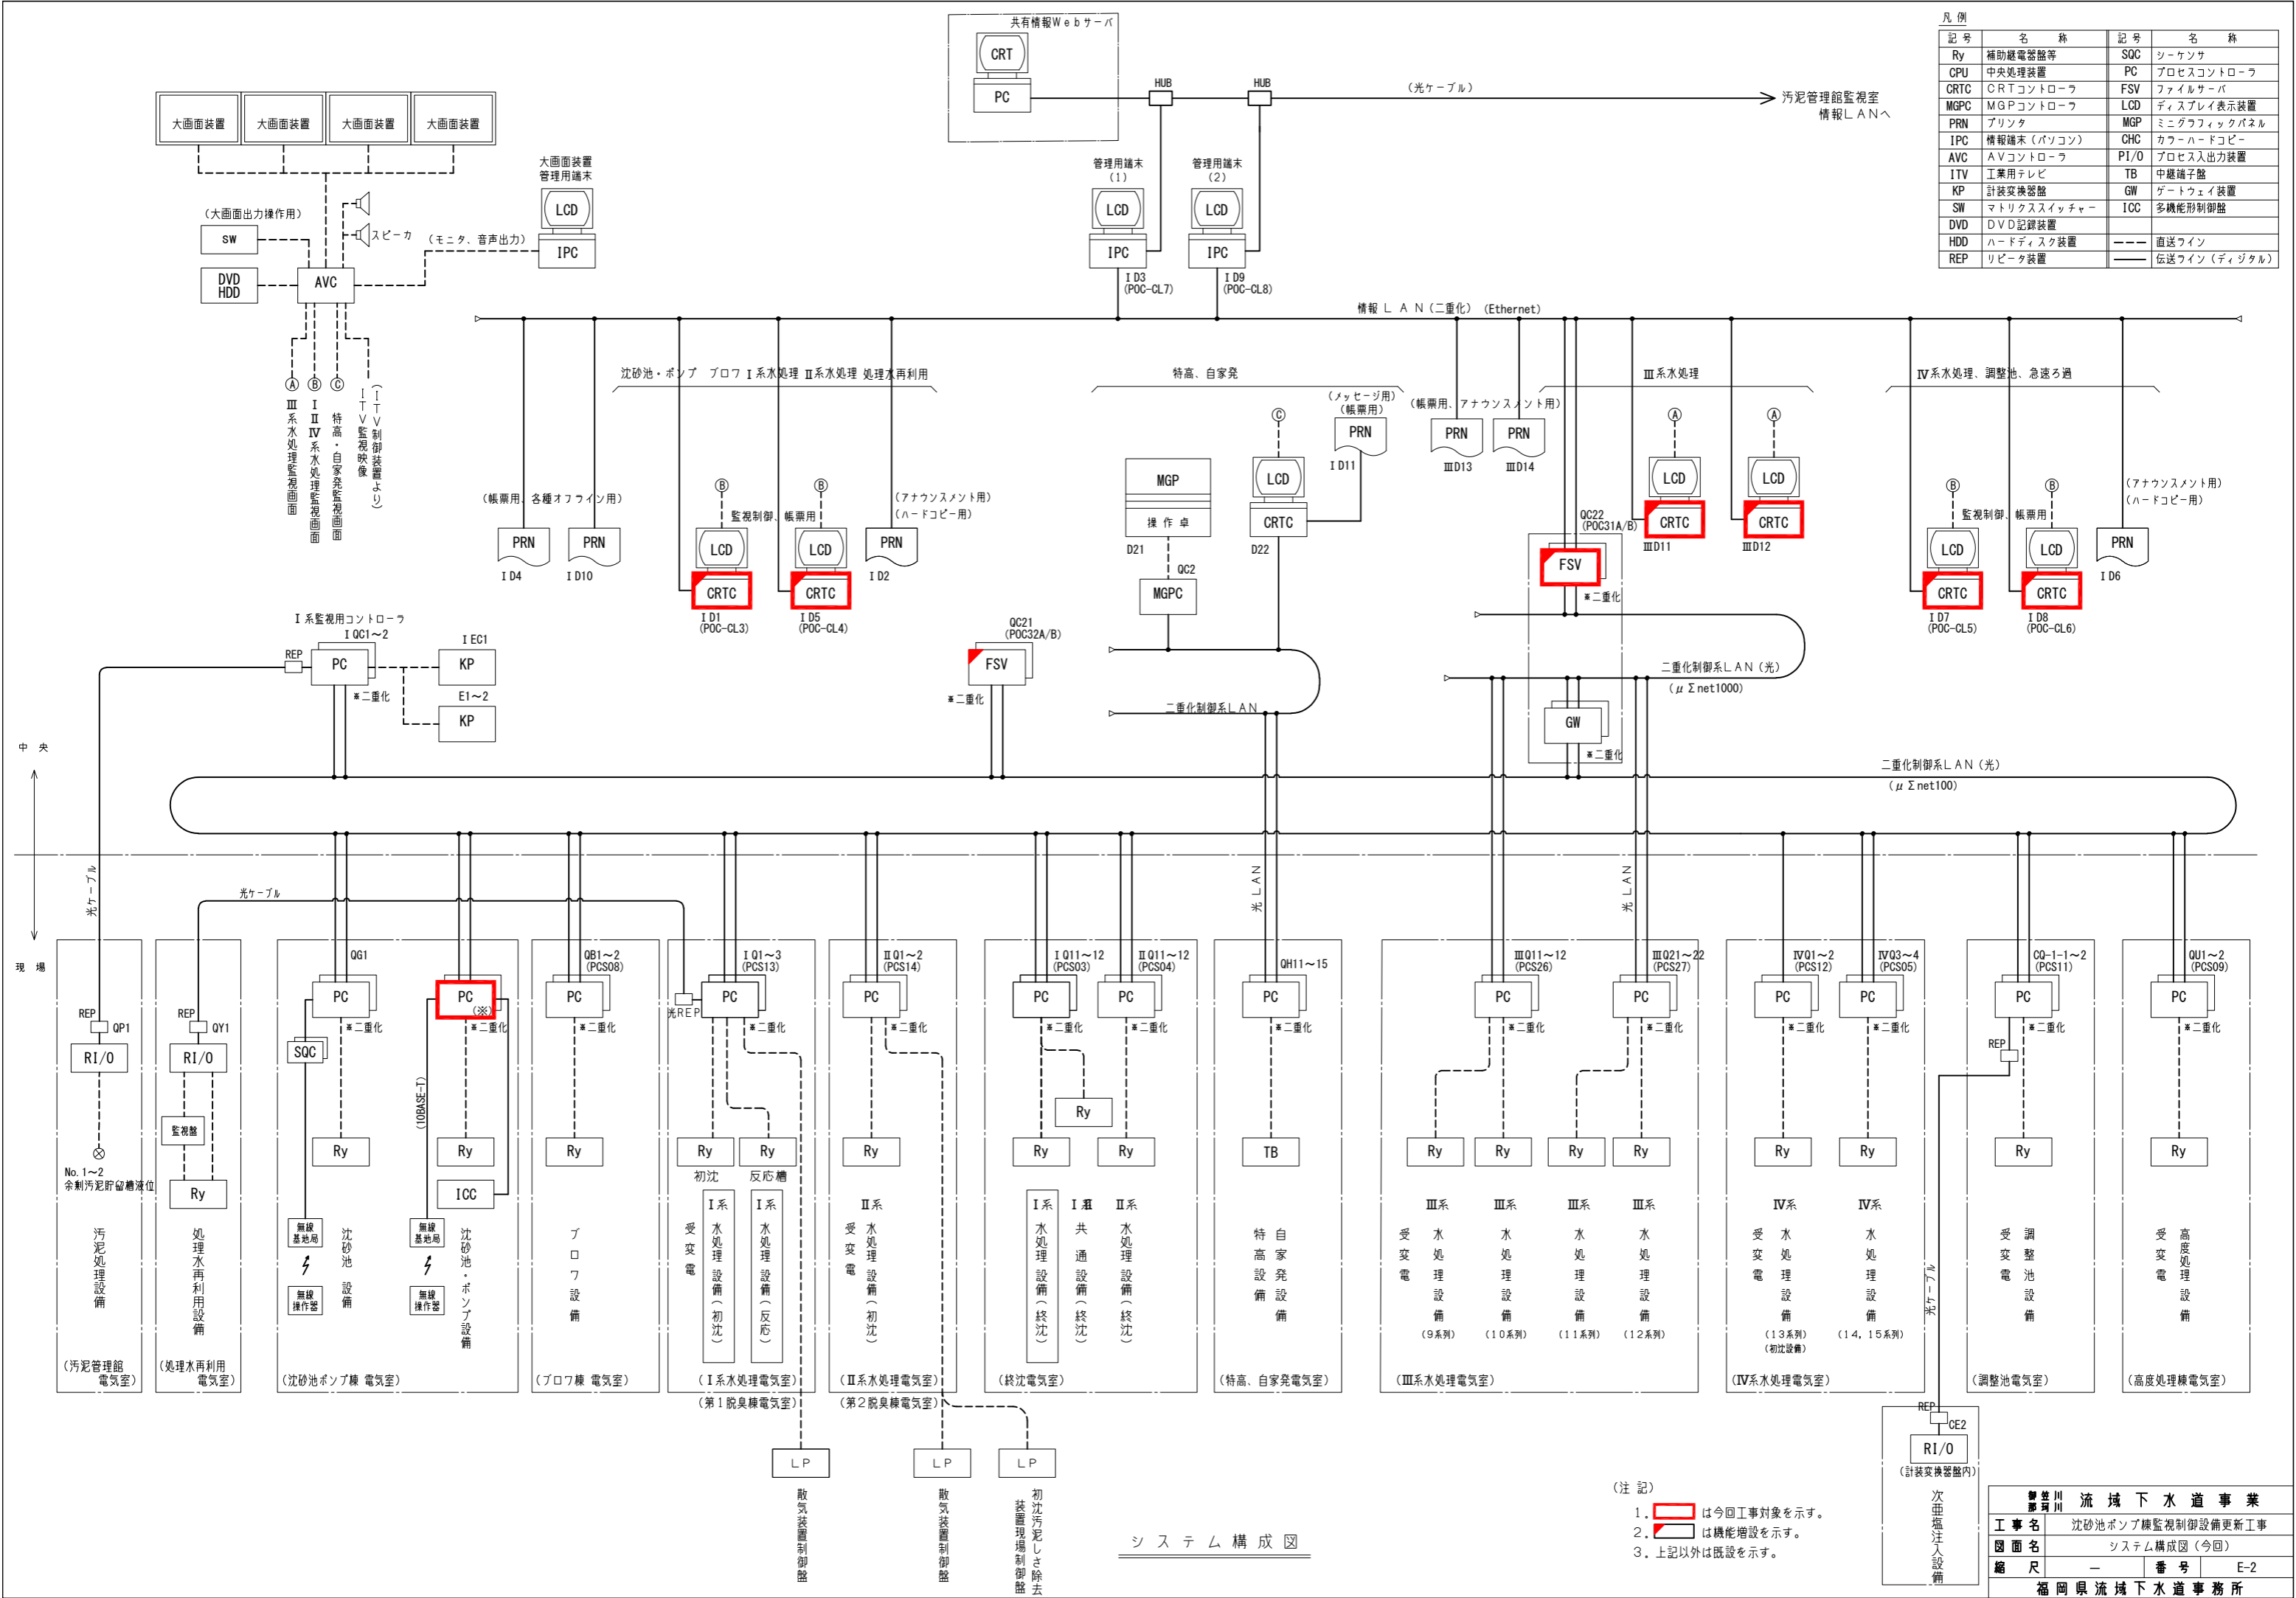 共有情報Webサーバ
CRT
PC
HUB
HUB
(光ケーブル)
汚泥管理館監視室
情報LANへ
凡例
記号 名称 記号 名称
Ry 補助継電器盤等 SQC シーケンサ
CPU 中央処理装置 PC プロセスコントローラ
CRTC CRTコントローラ FSV ファイルサーバ
MGPC MGPコントローラ LCD ディスプレイ表示装置
PRN プリンタ MGP ミニグラフィックパネル
IPC 情報端末(パソコン) CHC カラーハードコピー
AVC AVコントローラ PI/O プロセス入出力装置
ITV 工業用テレビ TB 中継端子盤
KP 計装変換器盤 GW ゲートウェイ装置
SW マトリクススイッチャー ICC 多機能形制御盤
DVD DVD記録装置
HDD ハードディスク装置 直送ライン
REP リピータ装置 伝送ライン(ディジタル)
大画面装置 大画面装置 大画面装置 大画面装置
大画面装置
管理用端末
LCD
IPC
(大画面出力操作用)
SW
スピーカ
(モニタ、音声出力)
DVD
HDD
AVC
管理用端末
(1)
LCD
IPC
ⅠD3
(POC-CL7)
管理用端末
(2)
LCD
IPC
ⅠD9
(POC-CL8)
情報LAN(二重化) (Ethernet)
Ⓐ Ⅲ系水処理監視画面
Ⓑ ⅠⅡⅣ系水処理監視画面
Ⓒ 特高・自家発監視画面
ITV監視映像
(ITV制御装置より)
沈砂池・ポンプ ブロワ Ⅰ系水処理 Ⅱ系水処理 処理水再利用
特高、自家発
Ⅲ系水処理
Ⅳ系水処理、調整池、急速ろ過
(帳票用、各種オフライン用)
PRN
ⅠD4
PRN
ⅠD10
Ⓑ
監視制御、帳票用
Ⓑ
LCD
CRTC
ⅠD1
(POC-CL3)
LCD
CRTC
ⅠD5
(POC-CL4)
(アナウンスメント用)
(ハードコピー用)
PRN
ⅠD2
MGP
操作卓
D21
QC2
MGPC
Ⓒ
LCD
CRTC
D22
(メッセージ用)
(帳票用)
PRN
ⅠD11
(帳票用、アナウンスメント用)
PRN
ⅢD13
PRN
ⅢD14
QC22
(POC31A/B)
FSV
※二重化
Ⓐ
LCD
CRTC
ⅢD11
Ⓐ
LCD
CRTC
ⅢD12
Ⓑ
監視制御、帳票用
Ⓑ
LCD
CRTC
ⅠD7
(POC-CL5)
LCD
CRTC
ⅠD8
(POC-CL6)
(アナウンスメント用)
(ハードコピー用)
PRN
ⅠD6
Ⅰ系監視用コントローラ
ⅠQC1~2
REP
PC
※二重化
ⅠEC1
KP
E1~2
KP
QC21
(POC32A/B)
FSV
※二重化
二重化制御系LAN
二重化制御系LAN(光)
(μΣnet1000)
GW
※二重化
二重化制御系LAN(光)
(μΣnet100)
中央
現場
光ケーブル
光ケーブル
光LAN
光LAN
REP
QP1
RI/O
No.1~2
余剰汚泥貯留槽液位
汚泥処理設備
(汚泥管理館
電気室)
REP
QY1
RI/O
監視盤
Ry
処理水再利用設備
(処理水再利用
電気室)
QG1
PC
※二重化
SQC
Ry
無線
基地局
無線
操作器
沈砂池設備
PC
(※)
※二重化
(10BASE-T)
Ry
ICC
無線
基地局
無線
操作器
沈砂池・ポンプ設備
(沈砂池ポンプ棟 電気室)
QB1~2
(PCS08)
PC
※二重化
Ry
ブロワ設備
(ブロワ棟 電気室)
ⅠQ1~3
(PCS13)
PC
光REP
※二重化
Ry
初沈
Ry
反応槽
受変電
Ⅰ系 水処理設備(初沈)
Ⅰ系 水処理設備(反応)
(Ⅰ系水処理電気室)
(第1脱臭棟電気室)
LP
散気装置制御盤
ⅡQ1~2
(PCS14)
PC
※二重化
Ry
受変電
Ⅱ系 水処理設備(初沈)
(Ⅱ系水処理電気室)
(第2脱臭棟電気室)
LP
散気装置制御盤
LP
初沈汚泥しさ除去
装置現場制御盤
ⅠQ11~12
(PCS03)
PC
※二重化
Ry
Ry
ⅡQ11~12
(PCS04)
PC
※二重化
Ry
Ⅰ系 水処理設備(終沈)
共通設備(終沈)
Ⅱ系 水処理設備(終沈)
(終沈電気室)
QH11~15
PC
※二重化
TB
特高設備
自家発設備
(特高、自家発電気室)
ⅢQ11~12
(PCS26)
PC
※二重化
Ry
Ry
ⅢQ21~22
(PCS27)
PC
※二重化
Ry
Ry
受変電
Ⅲ系 水処理設備
(9系列)
Ⅲ系 水処理設備
(10系列)
Ⅲ系 水処理設備
(11系列)
Ⅲ系 水処理設備
(12系列)
(Ⅲ系水処理電気室)
ⅣQ1~2
(PCS12)
PC
※二重化
Ry
ⅣQ3~4
(PCS05)
PC
※二重化
Ry
受変電
Ⅳ系 水処理設備
(13系列)
(初沈設備)
Ⅳ系 水処理設備
(14,15系列)
(Ⅳ系水処理電気室)
CQ-1-1~2
(PCS11)
PC
※二重化
REP
Ry
光ケーブル
受変電
調整池設備
(調整池電気室)
REP
CE2
RI/O
(計装変換器盤内)
次亜塩注入設備
QU1~2
(PCS09)
PC
※二重化
Ry
受変電
高度処理設備
(高度処理棟電気室)
システム構成図
(注記)
1. は今回工事対象を示す。
2. は機能増設を示す。
3. 上記以外は既設を示す。
御笠川
那珂川 流域下水道事業
工事名 沈砂池ポンプ棟監視制御設備更新工事
図面名 システム構成図(今回)
縮尺 — 番号 E-2
福岡県流域下水道事務所